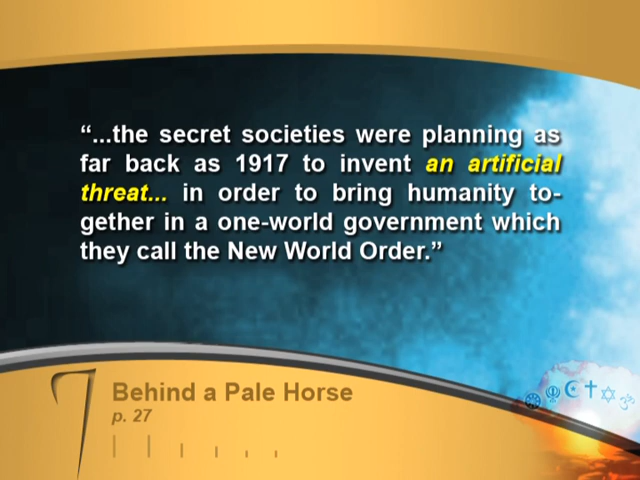 “...the secret societies were planning as
far back as 1917 to invent an artificial
threat... in order to bring humanity to-
gether in a one-world government which
they call the New World Order.”
Behind a Pale Horse
p. 27